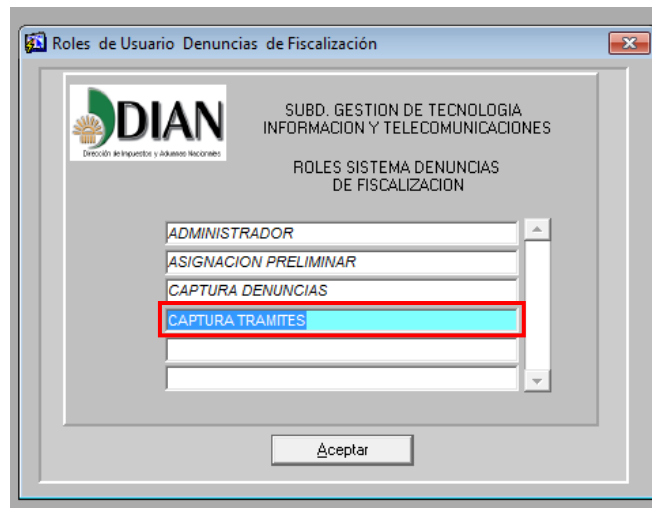 Roles de Usuario Denuncias de Fiscalización
DIAN
Dirección de Impuestos y Aduanas Nacionales
SUBD. GESTION DE TECNOLOGIA
INFORMACION Y TELECOMUNICACIONES
ROLES SISTEMA DENUNCIAS
DE FISCALIZACION
ADMINISTRADOR
ASIGNACION PRELIMINAR
CAPTURA DENUNCIAS
CAPTURA TRAMITES
Aceptar